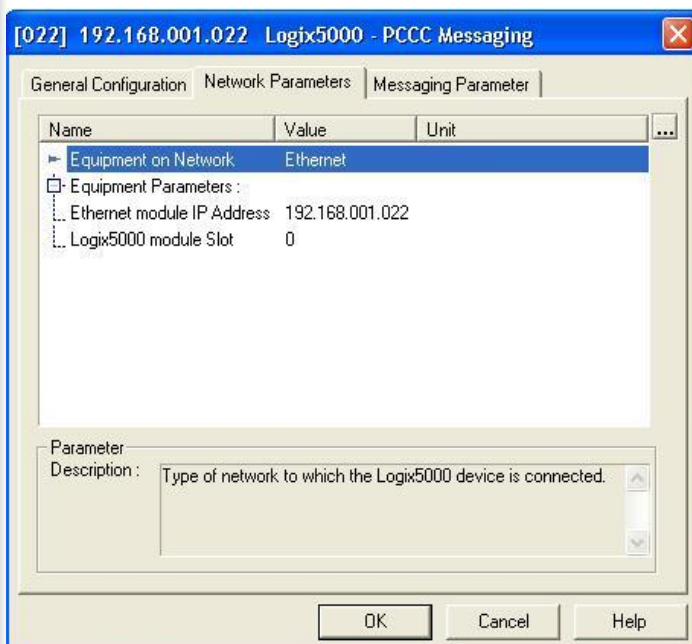 [022] 192.168.001.022 Logix5000 - PCCC Messaging
General Configuration Network Parameters Messaging Parameter
Name Value Unit ...
Equipment on Network Ethernet
Equipment Parameters :
Ethernet module IP Address 192.168.001.022
Logix5000 module Slot 0
Parameter
Description : Type of network to which the Logix5000 device is connected.
OK Cancel Help